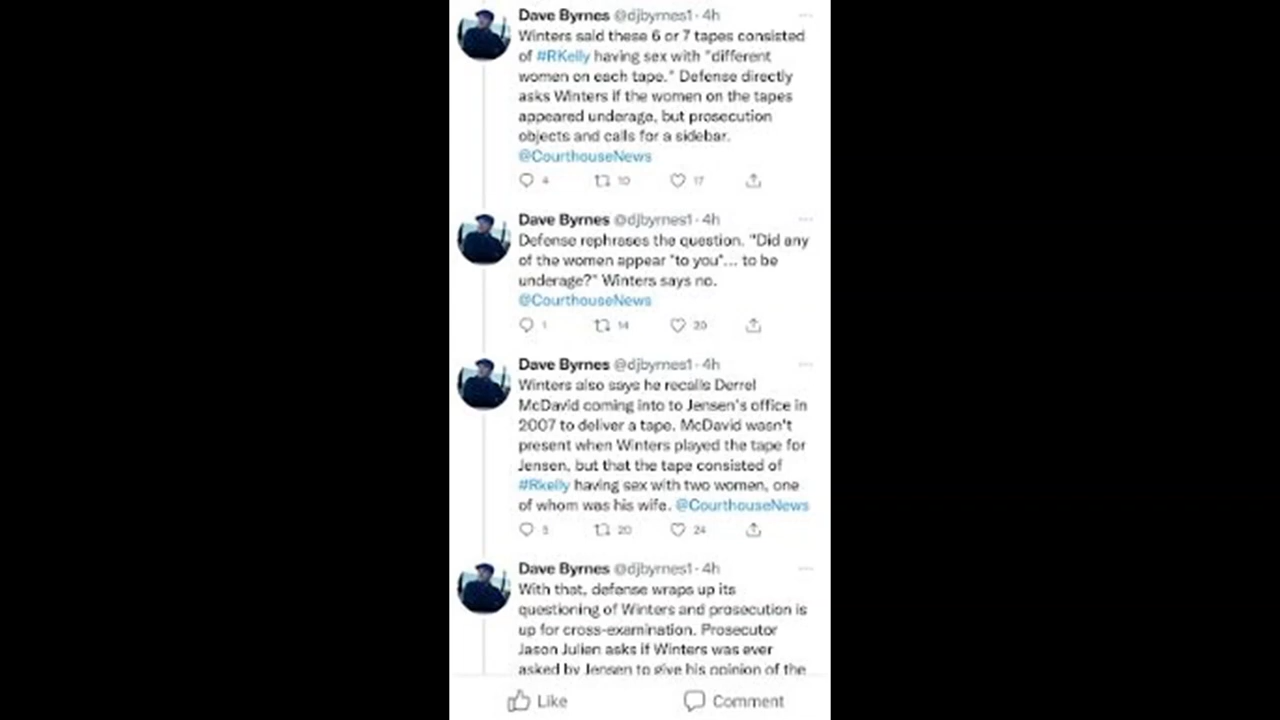 Dave Byrnes @djbyrnes1 · 4h
Winters said these 6 or 7 tapes consisted
of #RKelly having sex with "different
women on each tape." Defense directly
asks Winters if the women on the tapes
appeared underage, but prosecution
objects and calls for a sidebar.
@CourthouseNews
4 10 17
Dave Byrnes @djbyrnes1 · 4h
Defense rephrases the question. "Did any
of the women appear "to you"... to be
underage?" Winters says no.
@CourthouseNews
1 14 20
Dave Byrnes @djbyrnes1 · 4h
Winters also says he recalls Derrel
McDavid coming into to Jensen's office in
2007 to deliver a tape. McDavid wasn't
present when Winters played the tape for
Jensen, but that the tape consisted of
#Rkelly having sex with two women, one
of whom was his wife. @CourthouseNews
20 24
Dave Byrnes @djbyrnes1 · 4h
With that, defense wraps up its
questioning of Winters and prosecution is
up for cross-examination. Prosecutor
Jason Julien asks if Winters was ever
asked by Jensen to give his opinion of the
Like Comment